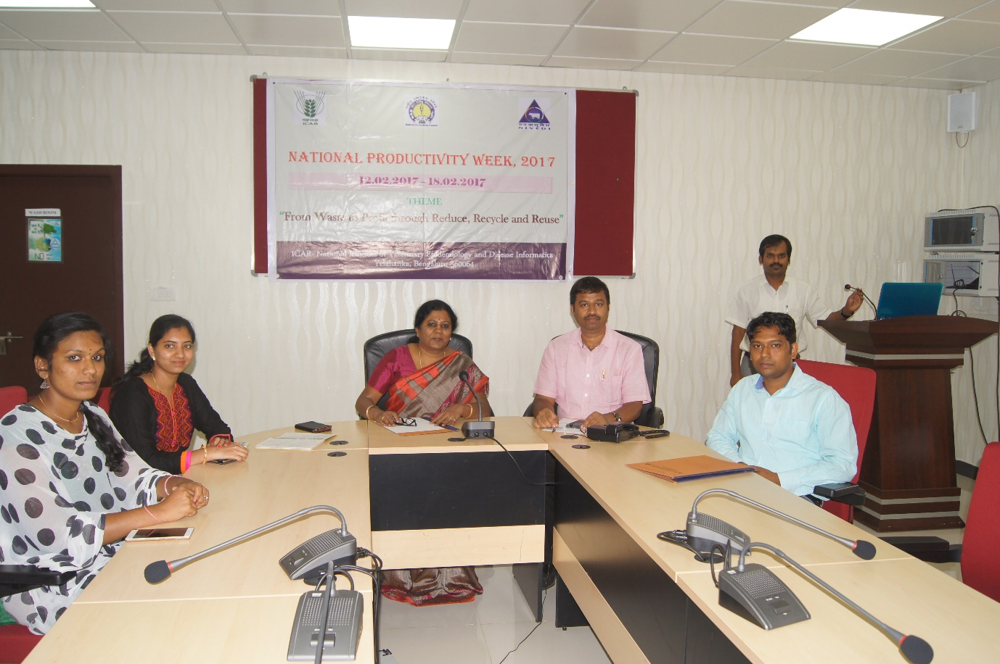 ICAR
NIVEDI
NATIONAL PRODUCTIVITY WEEK, 2017
12.02.2017 - 18.02.2017
THEME
"From Waste to Profit through Reduce, Recycle and Reuse"
ICAR- National Institute of Veterinary Epidemiology and Disease Informatics
Yelahanka, Bengaluru 560064
WASH ROOM
NO